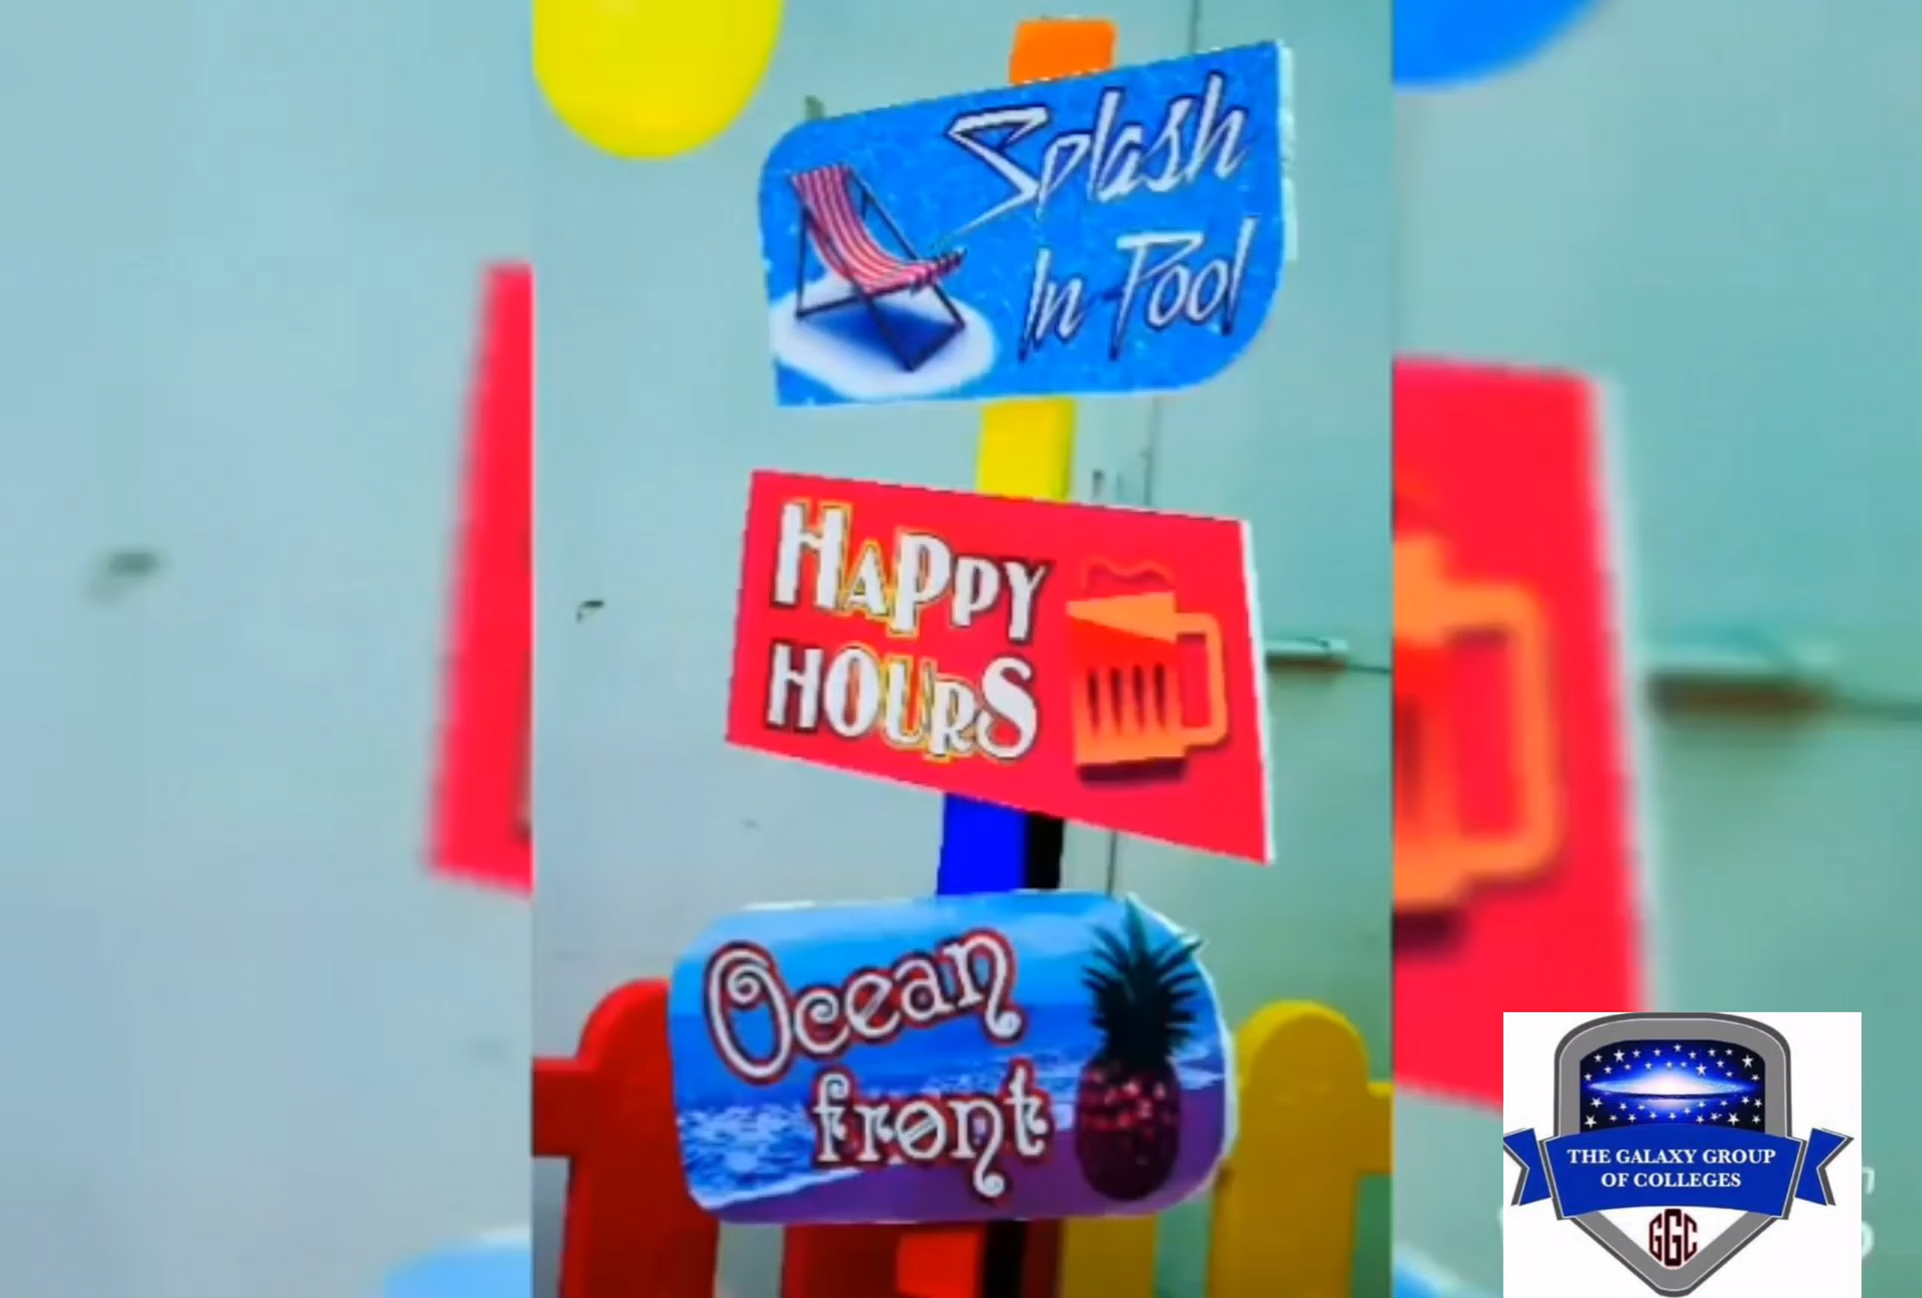 Splash
In Pool
HAPPY
HOURS
Ocean
front
THE GALAXY GROUP
OF COLLEGES
GGC